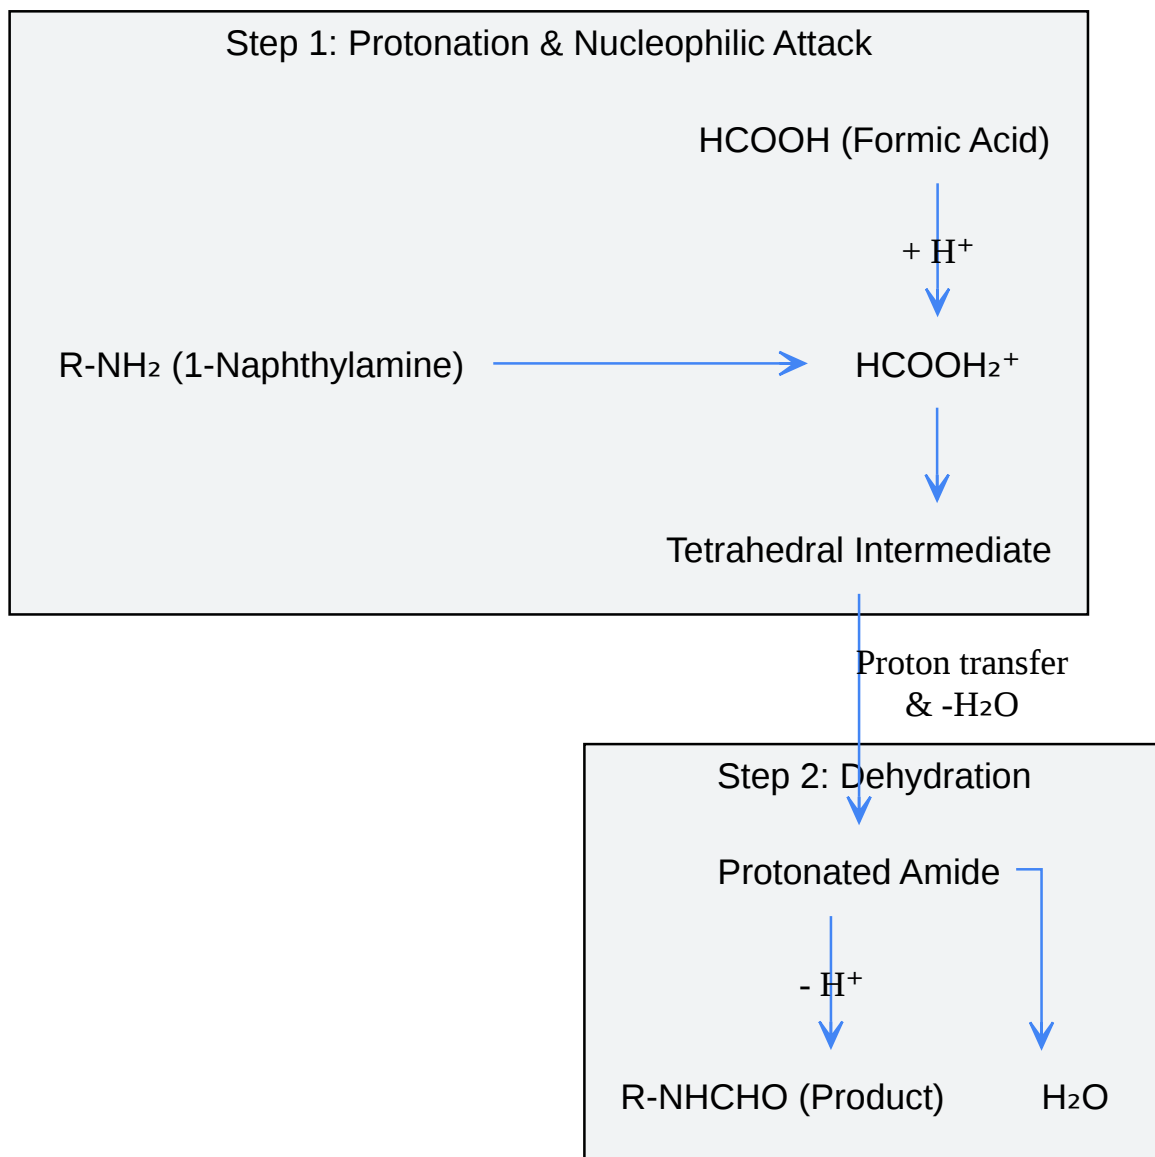 Step 1: Protonation & Nucleophilic Attack
HCOOH (Formic Acid)
+ H⁺
R-NH₂ (1-Naphthylamine)
HCOOH₂⁺
Tetrahedral Intermediate
Proton transfer
& -H₂O
Step 2: Dehydration
Protonated Amide
- H⁺
R-NHCHO (Product)
H₂O